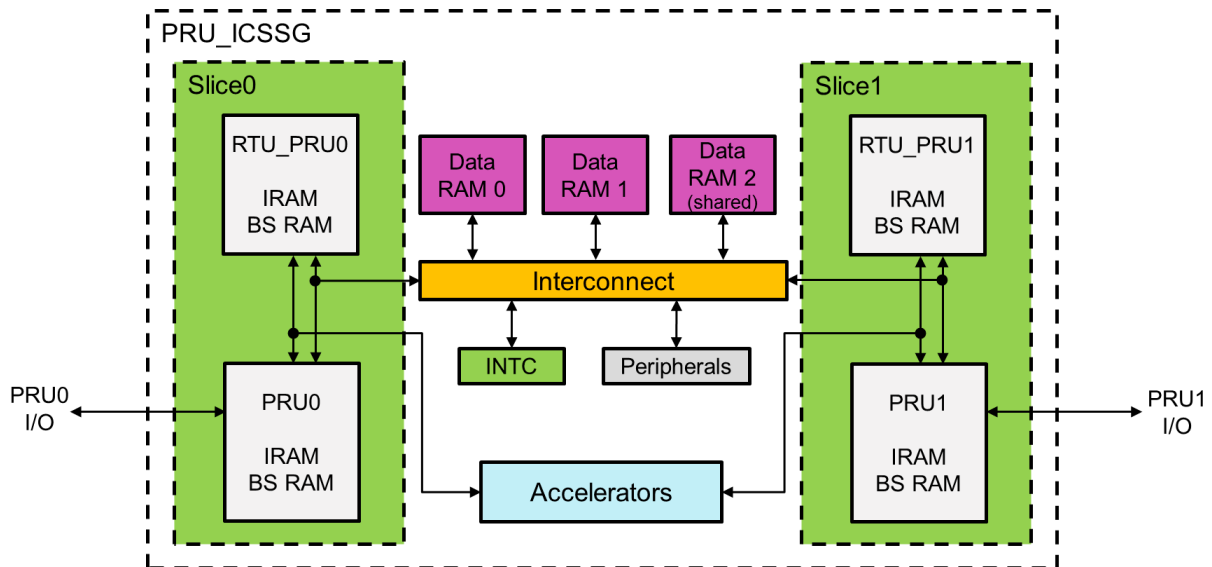 PRU_ICSSG
Slice0
RTU_PRU0
IRAM
BS RAM
PRU0
IRAM
BS RAM
PRU0
I/O
Data
RAM 0
Data
RAM 1
Data
RAM 2
(shared)
Interconnect
INTC
Peripherals
Accelerators
Slice1
RTU_PRU1
IRAM
BS RAM
PRU1
IRAM
BS RAM
PRU1
I/O